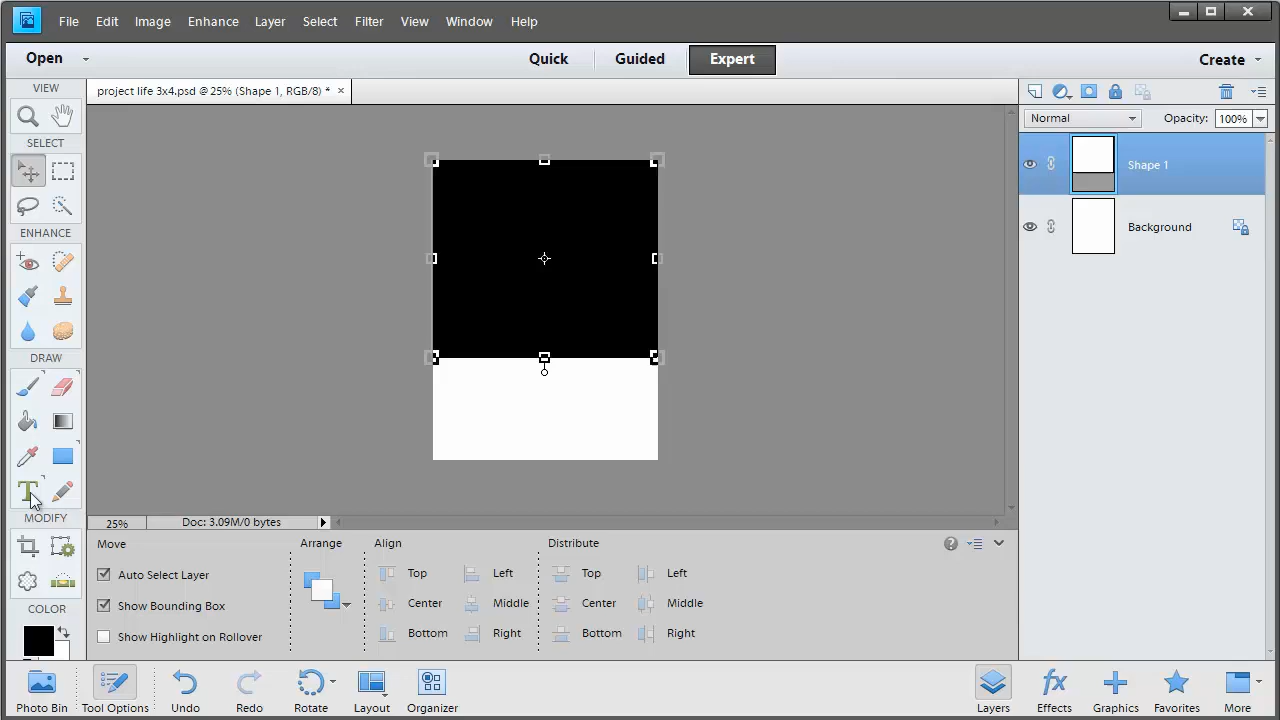 File Edit Image Enhance Layer Select Filter View Window Help
Open Quick Guided Expert Create
VIEW
project life 3x4.psd @ 25% (Shape 1, RGB/8) * ×
Normal Opacity: 100%
SELECT
Shape 1
Background
ENHANCE
DRAW
T
MODIFY
25% Doc: 3.09M/0 bytes
Move Arrange Align Distribute
Auto Select Layer Top Left Top Left
Show Bounding Box Center Middle Center Middle
Show Highlight on Rollover Bottom Right Bottom Right
COLOR
fx
Photo Bin Tool Options Undo Redo Rotate Layout Organizer Layers Effects Graphics Favorites More